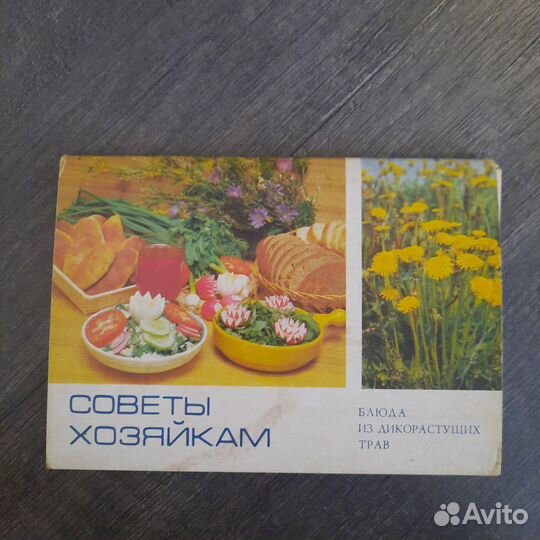 СОВЕТЫ
ХОЗЯЙКАМ
БЛЮДА
ИЗ ДИКОРАСТУЩИХ
ТРАВ
Avito